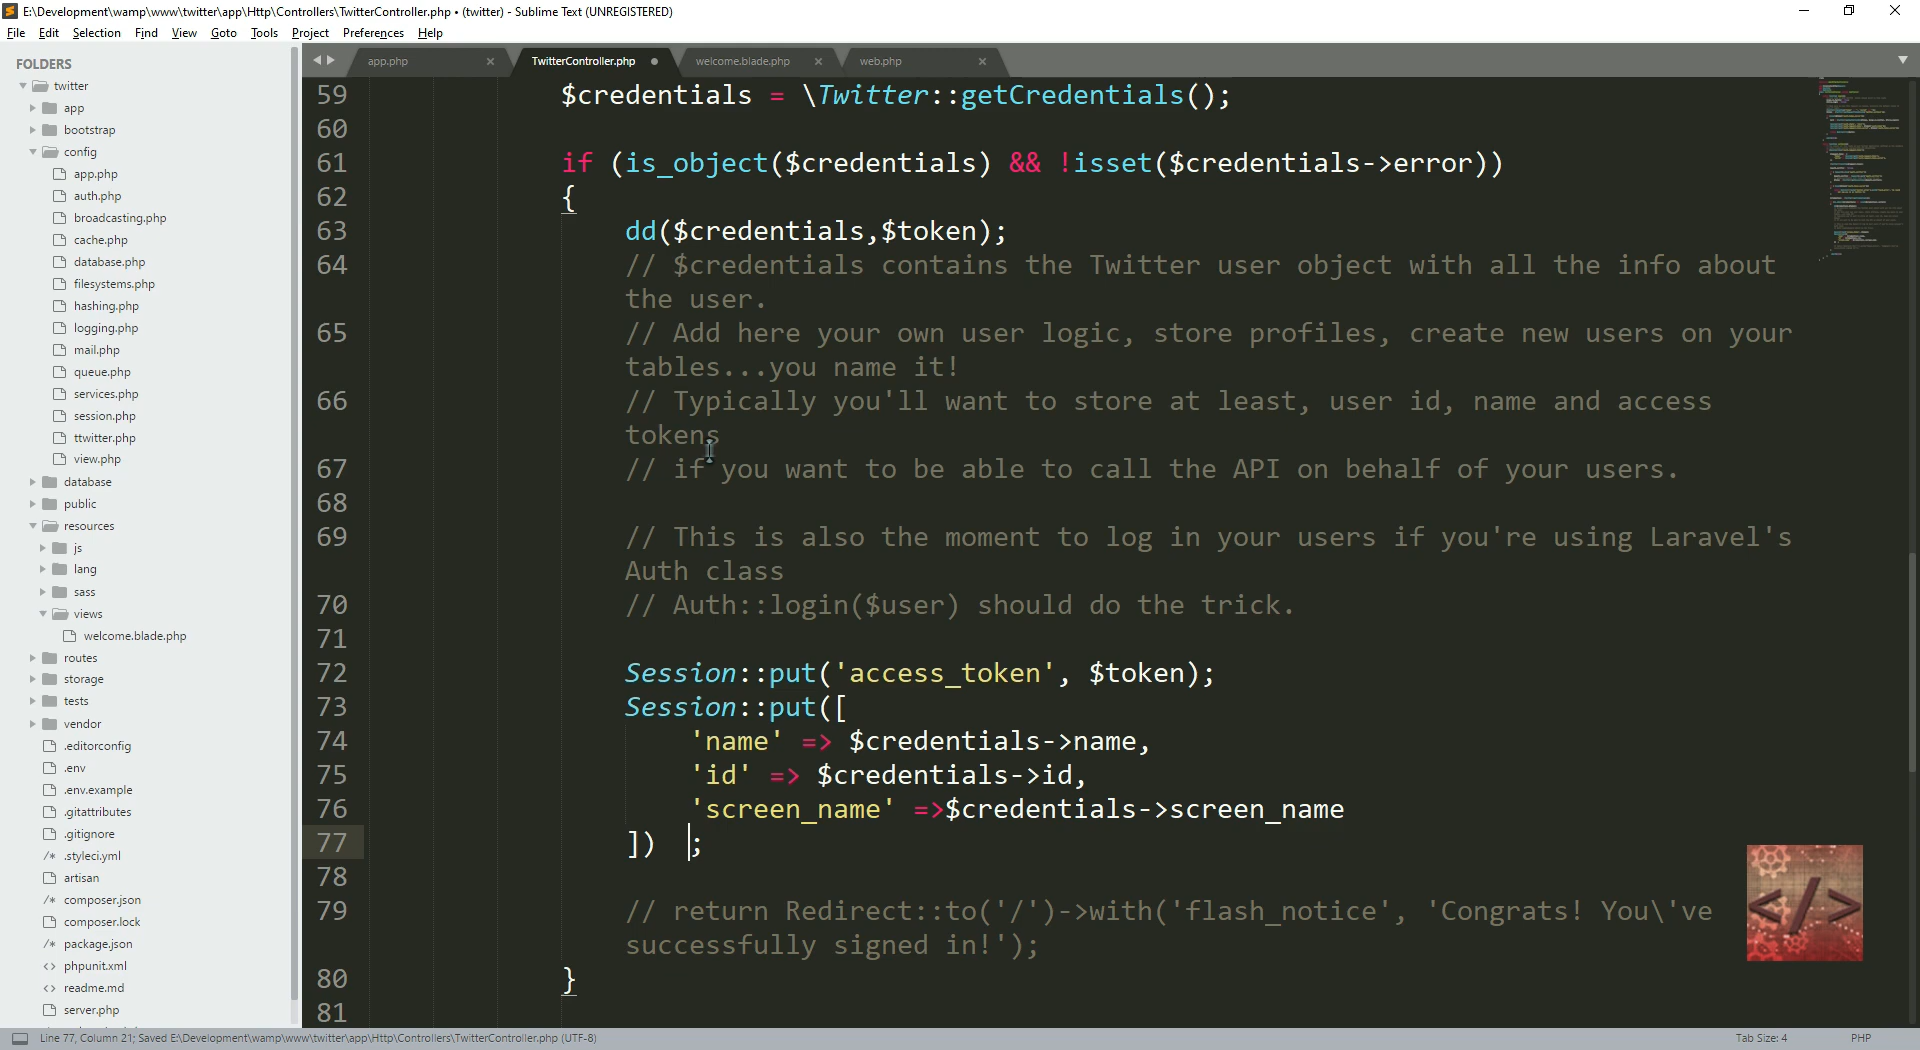 E:\Development\wamp\www\twitter\app\Http\Controllers\TwitterController.php • (twitter) - Sublime Text (UNREGISTERED)
File Edit Selection Find View Goto Tools Project Preferences Help
FOLDERS
twitter
app
bootstrap
config
app.php
auth.php
broadcasting.php
cache.php
database.php
filesystems.php
hashing.php
logging.php
mail.php
queue.php
services.php
session.php
ttwitter.php
view.php
database
public
resources
js
lang
sass
views
welcome.blade.php
routes
storage
tests
vendor
.editorconfig
.env
.env.example
.gitattributes
.gitignore
/* .styleci.yml
artisan
/* composer.json
composer.lock
/* package.json
<> phpunit.xml
<> readme.md
server.php
app.php TwitterController.php welcome.blade.php web.php
59 $credentials = \Twitter::getCredentials();
60
61 if (is_object($credentials) && !isset($credentials->error))
62 {
63 dd($credentials,$token);
64 // $credentials contains the Twitter user object with all the info about
the user.
65 // Add here your own user logic, store profiles, create new users on your
tables...you name it!
66 // Typically you'll want to store at least, user id, name and access
tokens
67 // if you want to be able to call the API on behalf of your users.
68
69 // This is also the moment to log in your users if you're using Laravel's
Auth class
70 // Auth::login($user) should do the trick.
71
72 Session::put('access_token', $token);
73 Session::put([
74 'name' => $credentials->name,
75 'id' => $credentials->id,
76 'screen_name' =>$credentials->screen_name
77 ]) ;
78
79 // return Redirect::to('/')->with('flash_notice', 'Congrats! You\'ve
successfully signed in!');
80 }
81
</>
Line 77, Column 21; Saved E:\Development\wamp\www\twitter\app\Http\Controllers\TwitterController.php (UTF-8) Tab Size: 4 PHP